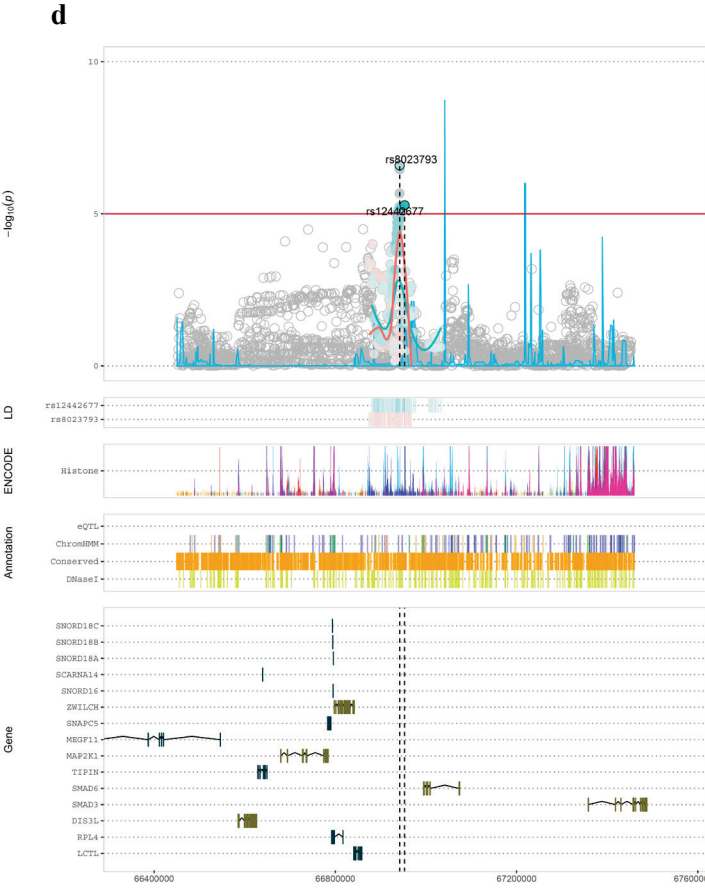 d
10
rs8023793
rs12442677
5
0
−log10(p)
LD
rs12442677
rs8023793
ENCODE
Histone
Annotation
eQTL
ChromHMM
Conserved
DNaseI
Gene
SNORD18C
SNORD18B
SNORD18A
SCARNA14
SNORD16
ZWILCH
SNAPC5
MEGF11
MAP2K1
TIPIN
SMAD6
SMAD3
DIS3L
RPL4
LCTL
66400000 66800000 67200000 6760000